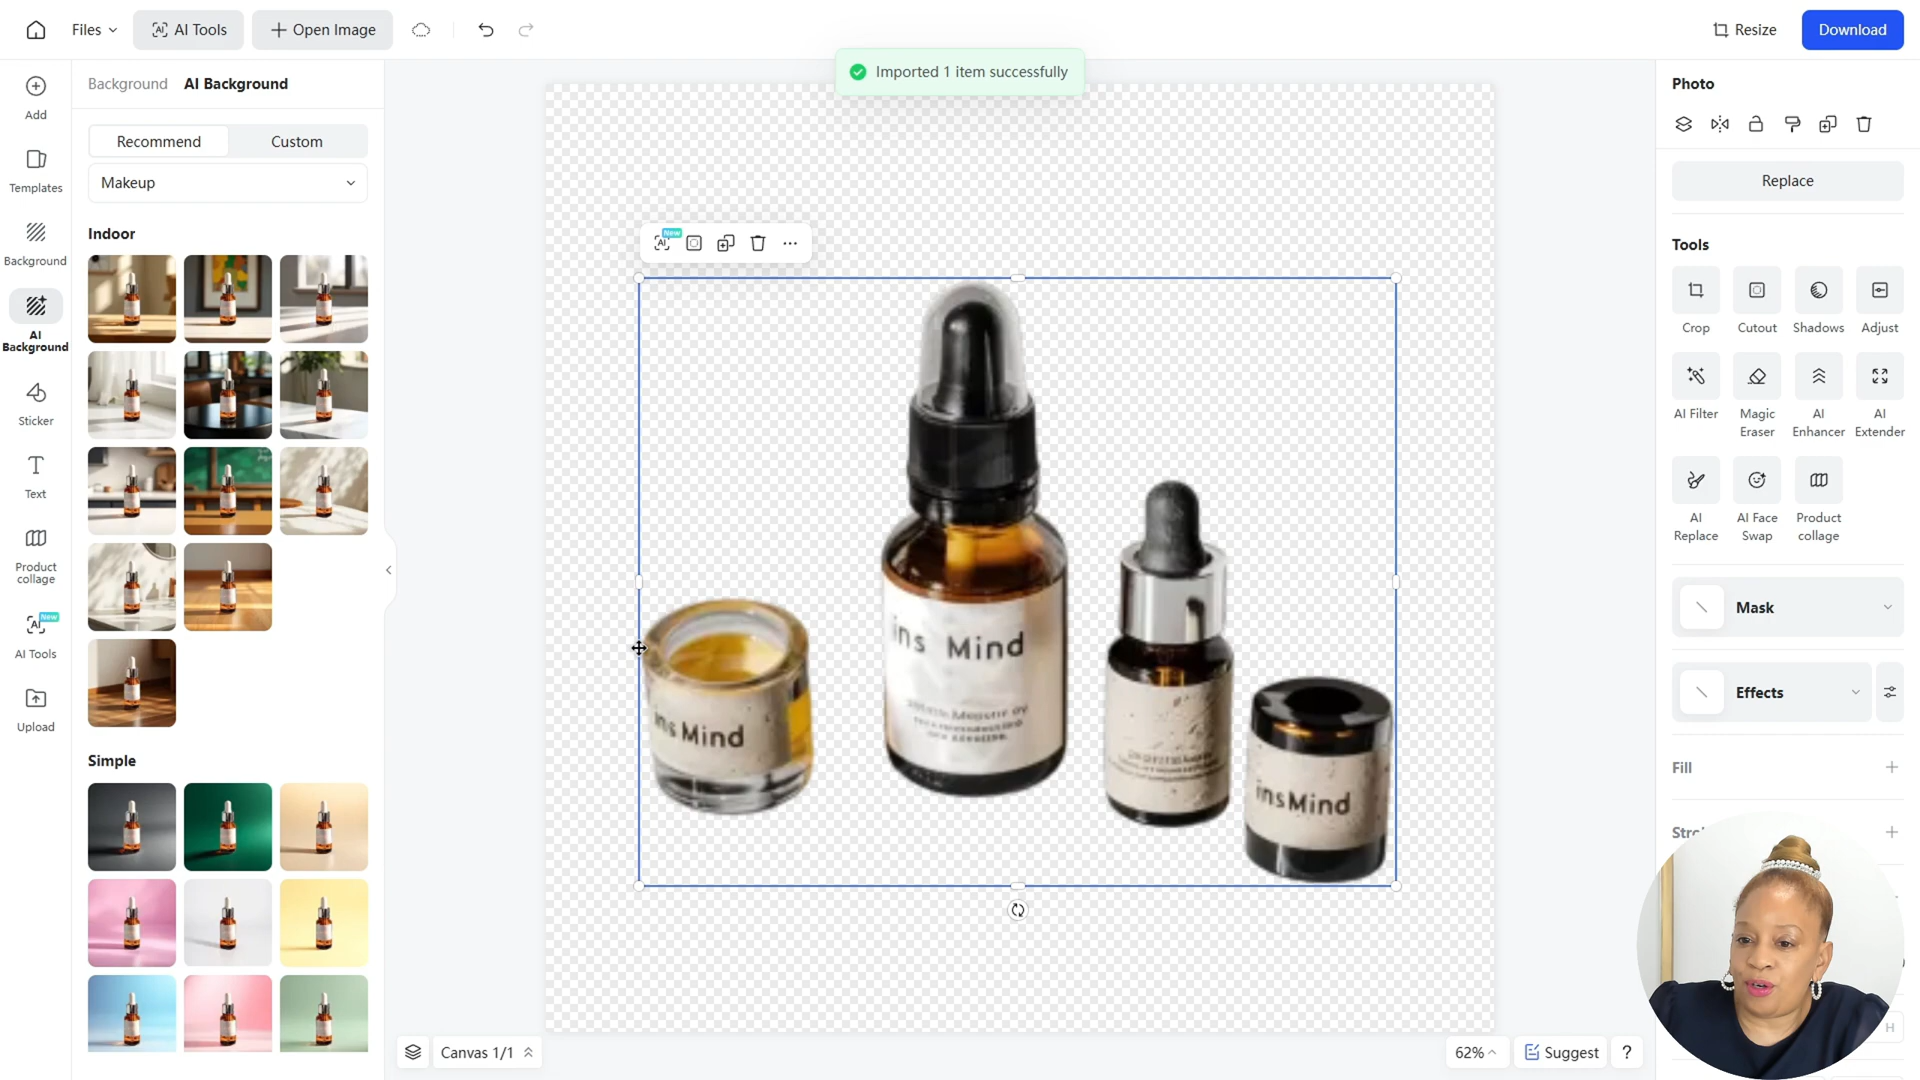 Files
AI Tools
Open Image
Resize
Download
Imported 1 item successfully
Add
Templates
Background
AI
Background
Sticker
Text
Product
collage
New
AI
AI Tools
Upload
Background
AI Background
Recommend
Custom
Makeup
Indoor
Simple
AI
New
ins Mind
ins Mind
insMind
Canvas 1/1
62%
Suggest
?
Photo
Replace
Tools
Crop
Cutout
Shadows
Adjust
AI Filter
Magic
Eraser
AI
Enhancer
AI
Extender
AI
Replace
AI Face
Swap
Product
collage
Mask
Effects
Fill
H